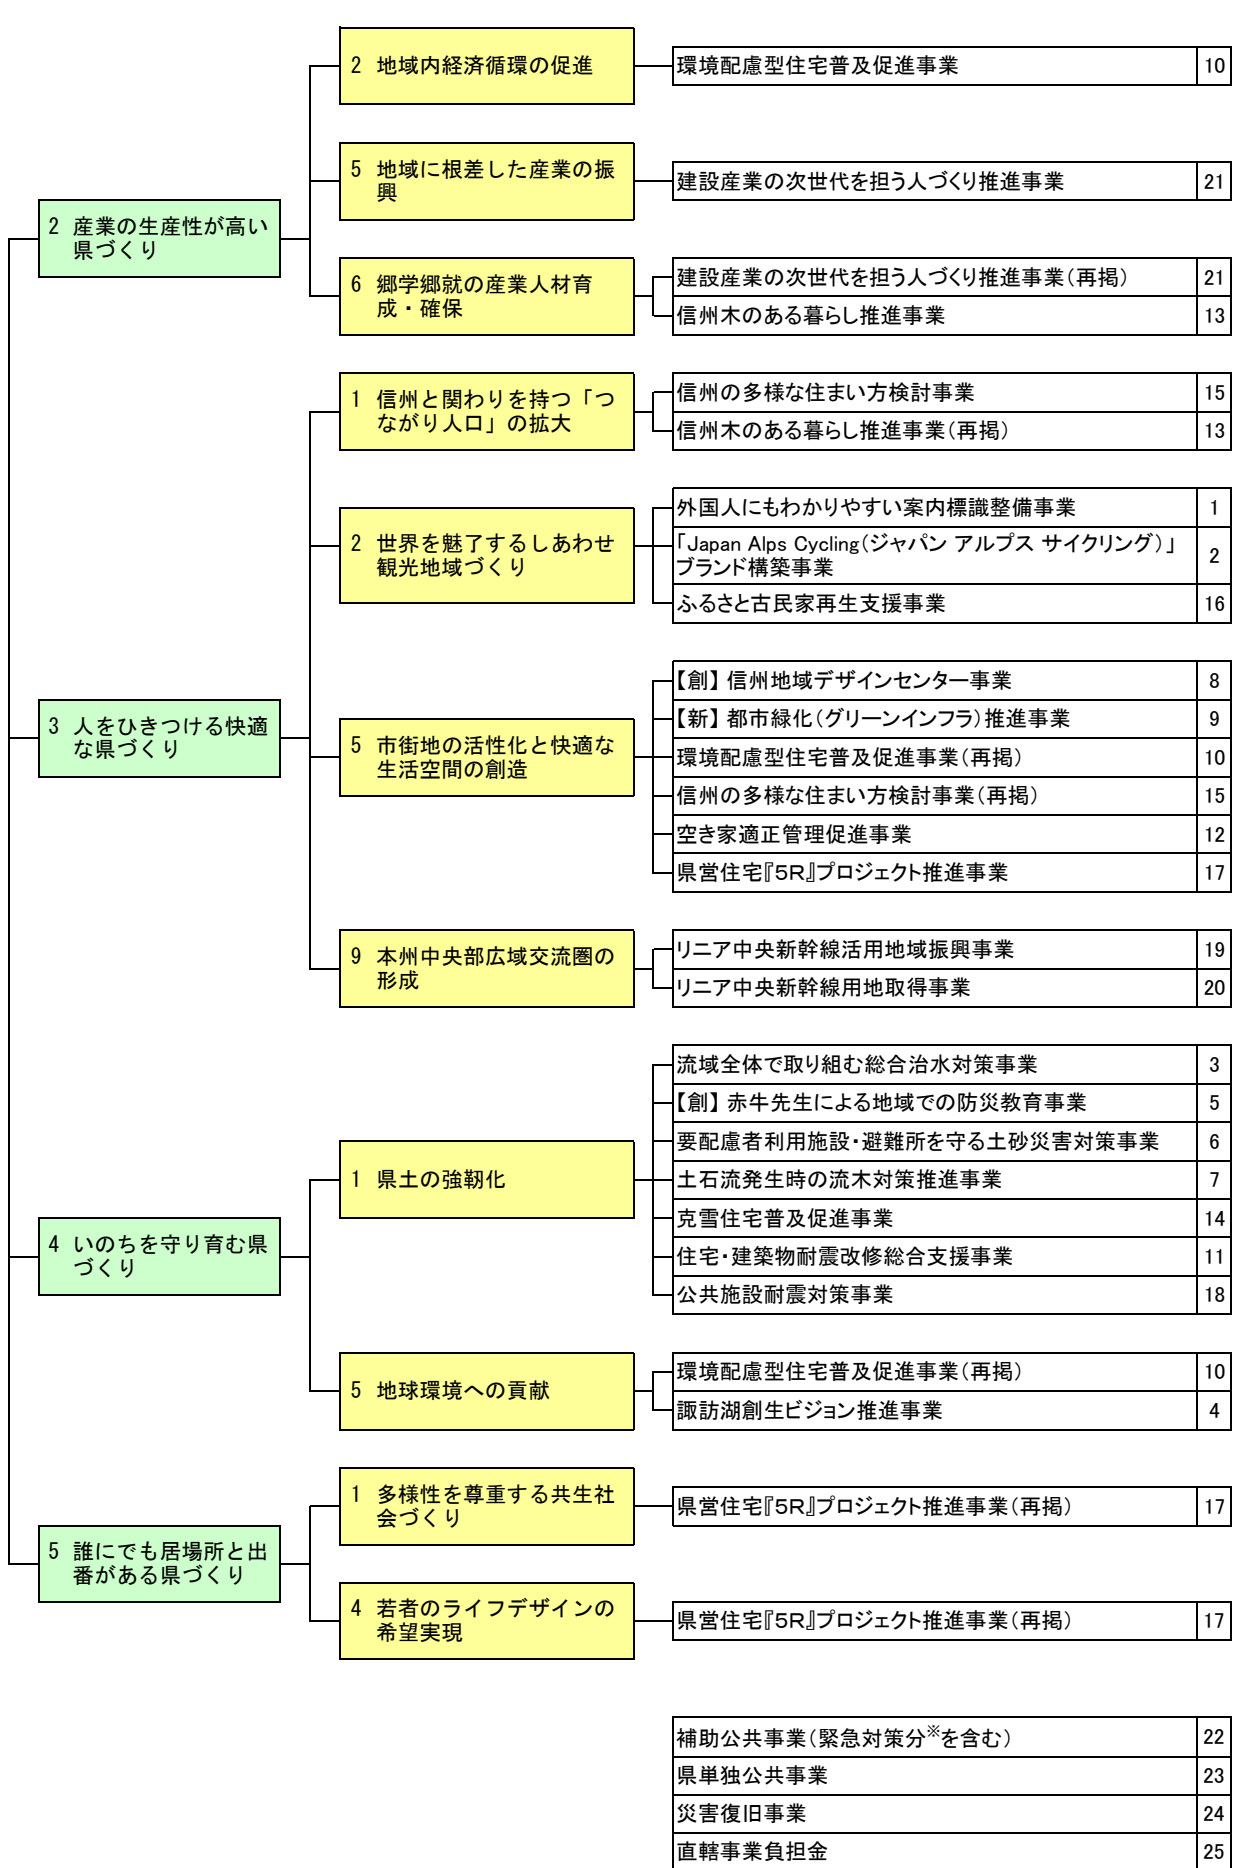 2 産業の生産性が高い
県づくり
2 地域内経済循環の促進
環境配慮型住宅普及促進事業 10
5 地域に根差した産業の振
興
建設産業の次世代を担う人づくり推進事業 21
6 郷学郷就の産業人材育
成・確保
建設産業の次世代を担う人づくり推進事業(再掲) 21
信州木のある暮らし推進事業 13
3 人をひきつける快適
な県づくり
1 信州と関わりを持つ「つ
ながり人口」の拡大
信州の多様な住まい方検討事業 15
信州木のある暮らし推進事業(再掲) 13
2 世界を魅了するしあわせ
観光地域づくり
外国人にもわかりやすい案内標識整備事業 1
「Japan Alps Cycling(ジャパン アルプス サイクリング)」
ブランド構築事業 2
ふるさと古民家再生支援事業 16
5 市街地の活性化と快適な
生活空間の創造
【創】 信州地域デザインセンター事業 8
【新】 都市緑化(グリーンインフラ)推進事業 9
環境配慮型住宅普及促進事業(再掲) 10
信州の多様な住まい方検討事業(再掲) 15
空き家適正管理促進事業 12
県営住宅『5R』プロジェクト推進事業 17
9 本州中央部広域交流圏の
形成
リニア中央新幹線活用地域振興事業 19
リニア中央新幹線用地取得事業 20
4 いのちを守り育む県
づくり
1 県土の強靭化
流域全体で取り組む総合治水対策事業 3
【創】 赤牛先生による地域での防災教育事業 5
要配慮者利用施設・避難所を守る土砂災害対策事業 6
土石流発生時の流木対策推進事業 7
克雪住宅普及促進事業 14
住宅・建築物耐震改修総合支援事業 11
公共施設耐震対策事業 18
5 地球環境への貢献
環境配慮型住宅普及促進事業(再掲) 10
諏訪湖創生ビジョン推進事業 4
5 誰にでも居場所と出
番がある県づくり
1 多様性を尊重する共生社
会づくり
県営住宅『5R』プロジェクト推進事業(再掲) 17
4 若者のライフデザインの
希望実現
県営住宅『5R』プロジェクト推進事業(再掲) 17
補助公共事業(緊急対策分※を含む) 22
県単独公共事業 23
災害復旧事業 24
直轄事業負担金 25